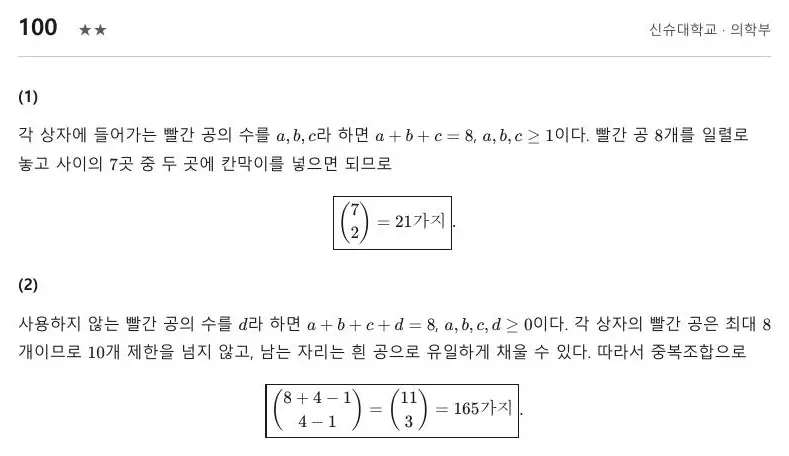 100 ★★ 신슈대학교 · 의학부
(1)
각 상자에 들어가는 빨간 공의 수를 a, b, c라 하면 a + b + c = 8, a, b, c ≥ 1이다. 빨간 공 8개를 일렬로
놓고 사이의 7곳 중 두 곳에 칸막이를 넣으면 되므로
(7 2) = 21가지.
(2)
사용하지 않는 빨간 공의 수를 d라 하면 a + b + c + d = 8, a, b, c, d ≥ 0이다. 각 상자의 빨간 공은 최대 8
개이므로 10개 제한을 넘지 않고, 남는 자리는 흰 공으로 유일하게 채울 수 있다. 따라서 중복조합으로
(8 + 4 − 1 4 − 1) = (11 3) = 165가지.